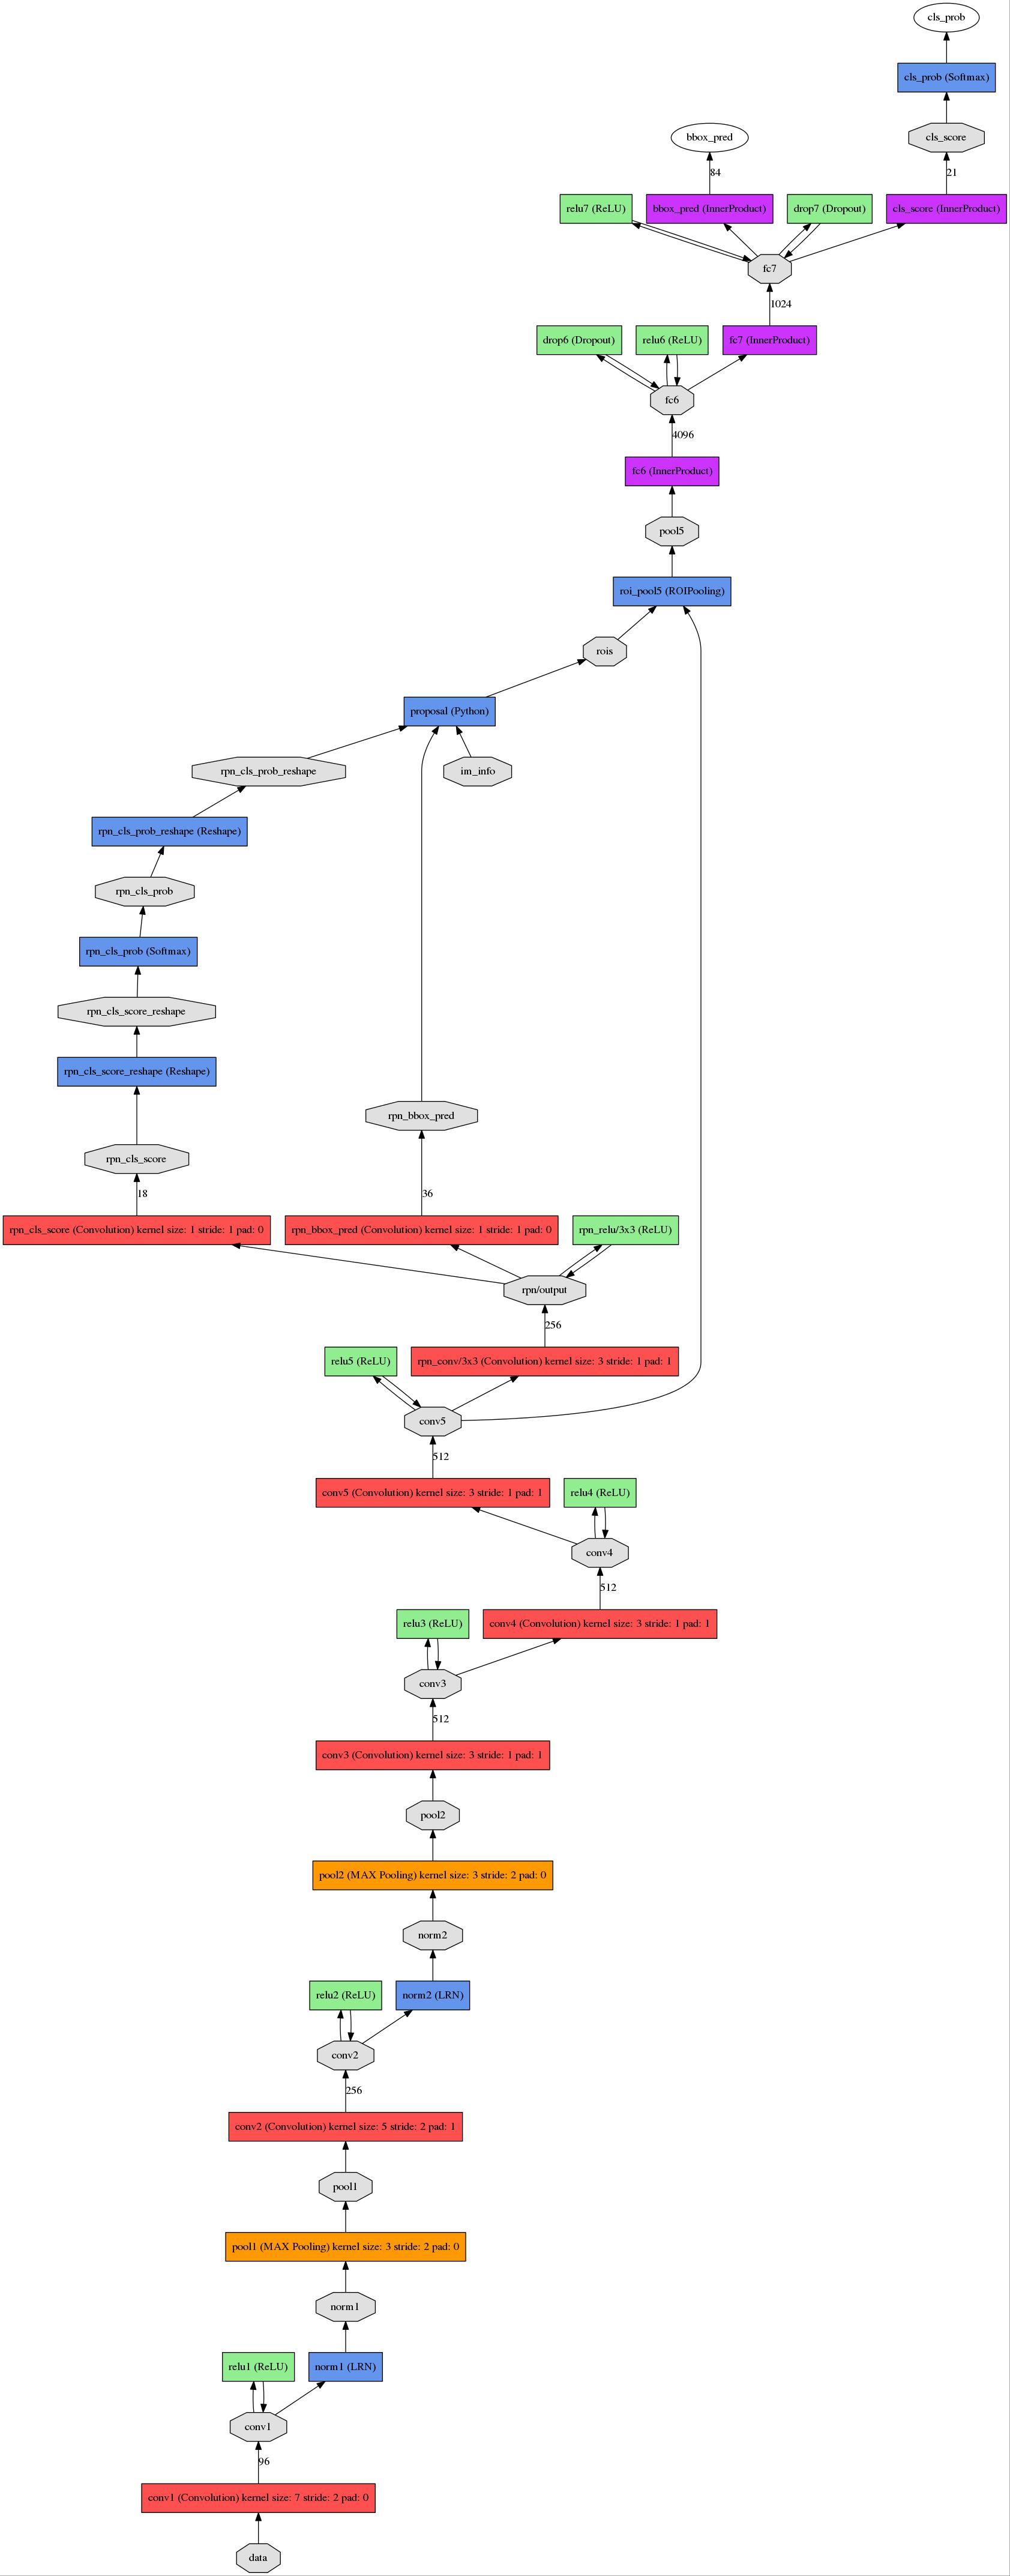 cls_prob
cls_prob (Softmax)
cls_score
bbox_pred
84
21
relu7 (ReLU)
bbox_pred (InnerProduct)
drop7 (Dropout)
cls_score (InnerProduct)
fc7
1024
drop6 (Dropout)
relu6 (ReLU)
fc7 (InnerProduct)
fc6
4096
fc6 (InnerProduct)
pool5
roi_pool5 (ROIPooling)
rois
proposal (Python)
rpn_cls_prob_reshape
im_info
rpn_cls_prob_reshape (Reshape)
rpn_cls_prob
rpn_cls_prob (Softmax)
rpn_cls_score_reshape
rpn_cls_score_reshape (Reshape)
rpn_bbox_pred
rpn_cls_score
18
36
rpn_cls_score (Convolution) kernel size: 1 stride: 1 pad: 0
rpn_bbox_pred (Convolution) kernel size: 1 stride: 1 pad: 0
rpn_relu/3x3 (ReLU)
rpn/output
256
relu5 (ReLU)
rpn_conv/3x3 (Convolution) kernel size: 3 stride: 1 pad: 1
conv5
512
conv5 (Convolution) kernel size: 3 stride: 1 pad: 1
relu4 (ReLU)
conv4
512
relu3 (ReLU)
conv4 (Convolution) kernel size: 3 stride: 1 pad: 1
conv3
512
conv3 (Convolution) kernel size: 3 stride: 1 pad: 1
pool2
pool2 (MAX Pooling) kernel size: 3 stride: 2 pad: 0
norm2
relu2 (ReLU)
norm2 (LRN)
conv2
256
conv2 (Convolution) kernel size: 5 stride: 2 pad: 1
pool1
pool1 (MAX Pooling) kernel size: 3 stride: 2 pad: 0
norm1
relu1 (ReLU)
norm1 (LRN)
conv1
96
conv1 (Convolution) kernel size: 7 stride: 2 pad: 0
data